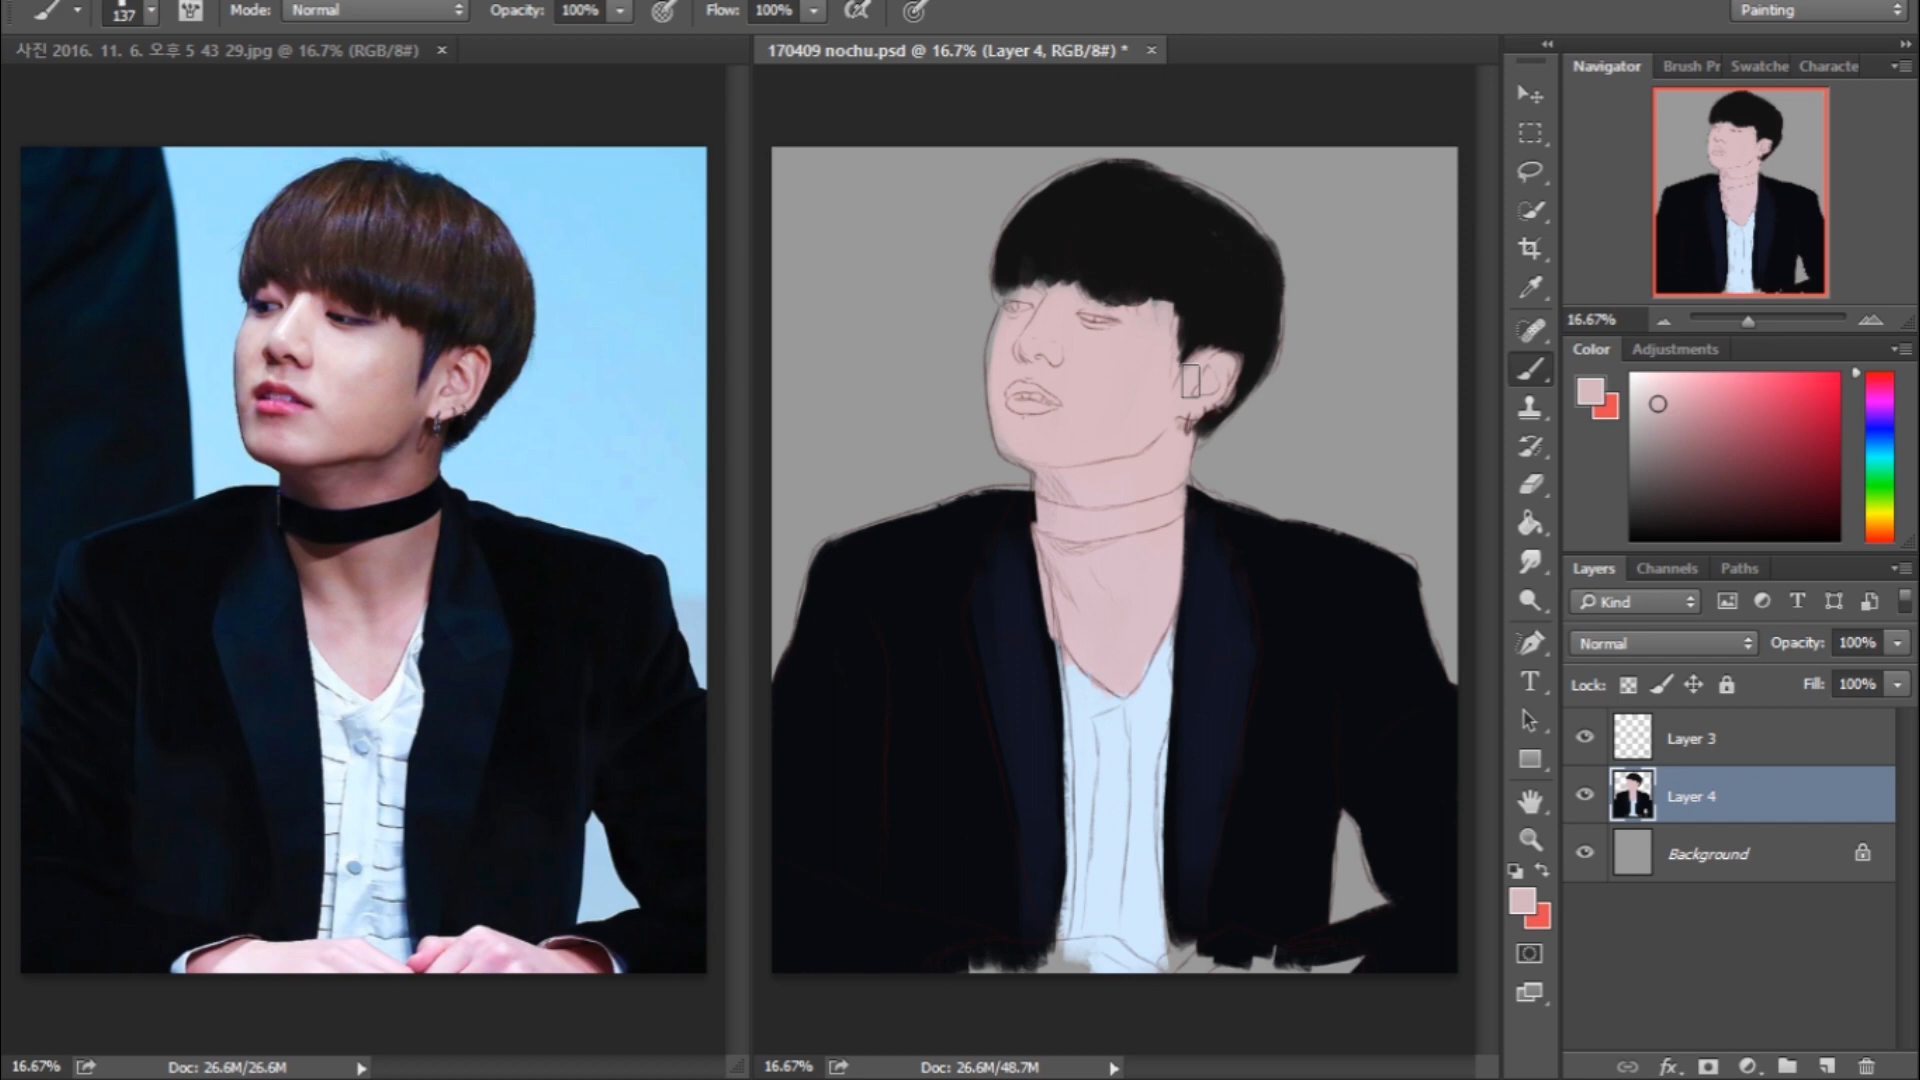 137 Mode: Normal Opacity: 100% Flow: 100% Painting
사진 2016. 11. 6. 오후 5 43 29.jpg @ 16.7% (RGB/8#) × 170409 nochu.psd @ 16.7% (Layer 4, RGB/8#) * ×
Navigator Brush Pr Swatche Characte
16.67%
Color Adjustments
Layers Channels Paths
Kind
Normal Opacity: 100%
Lock: Fill: 100%
Layer 3
Layer 4
Background
16.67% Doc: 26.6M/26.6M 16.67% Doc: 26.6M/48.7M